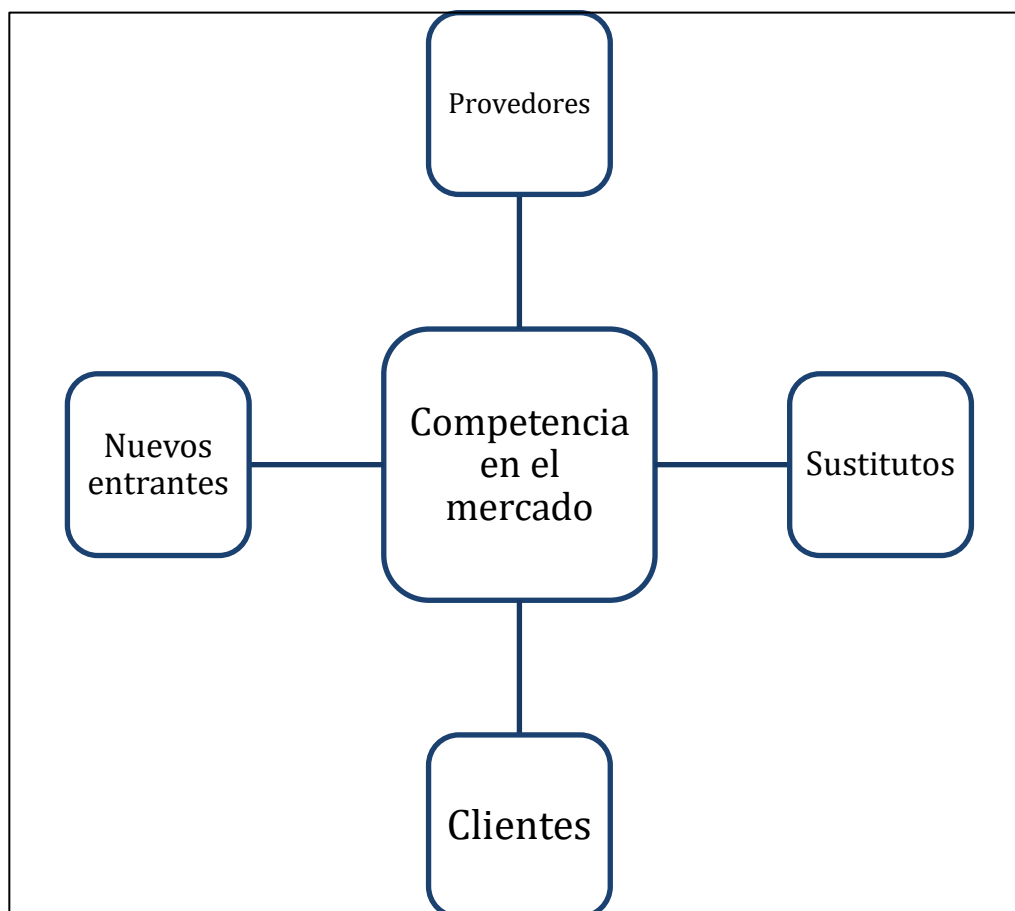 Provedores
Nuevos
entrantes
Competencia
en el
mercado
Sustitutos
Clientes